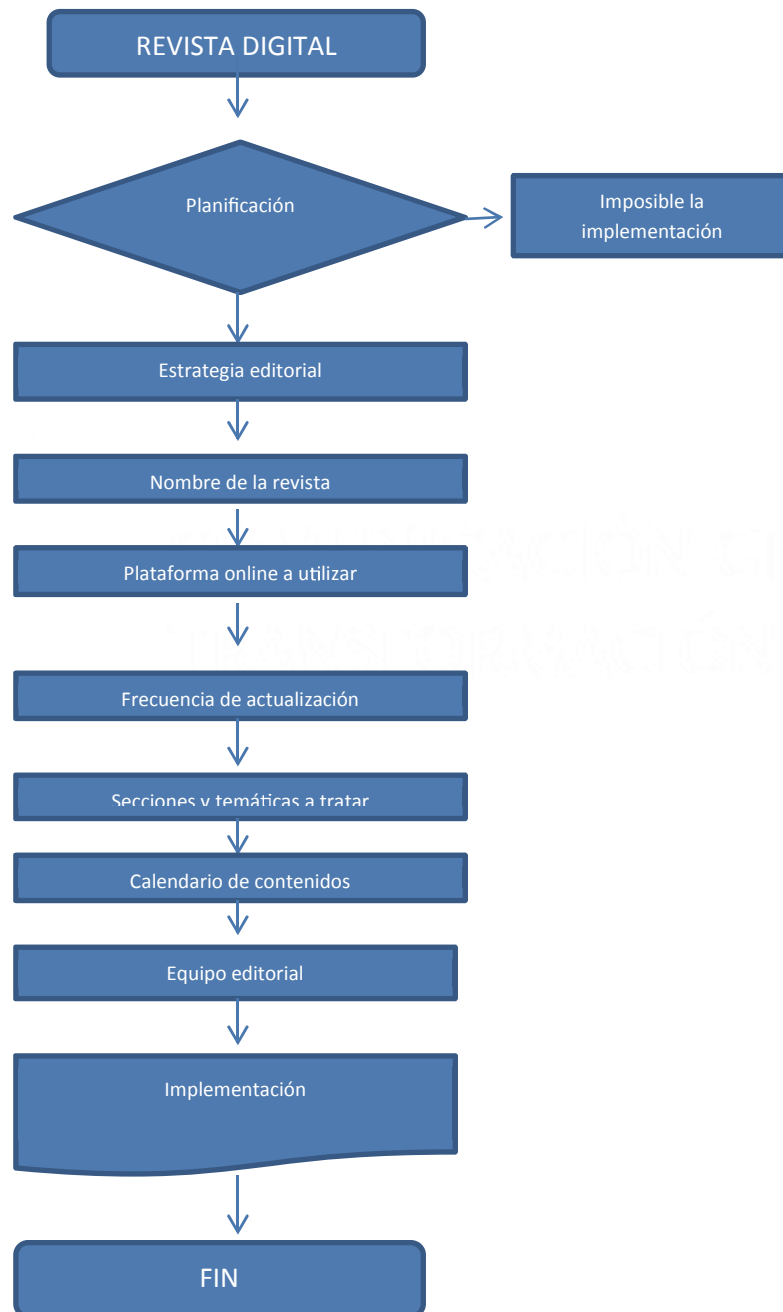 REVISTA DIGITAL
Planificación
Imposible la
implementación
Estrategia editorial
Nombre de la revista
Plataforma online a utilizar
Frecuencia de actualización
Secciones y temáticas a tratar
Calendario de contenidos
Equipo editorial
Implementación
FIN